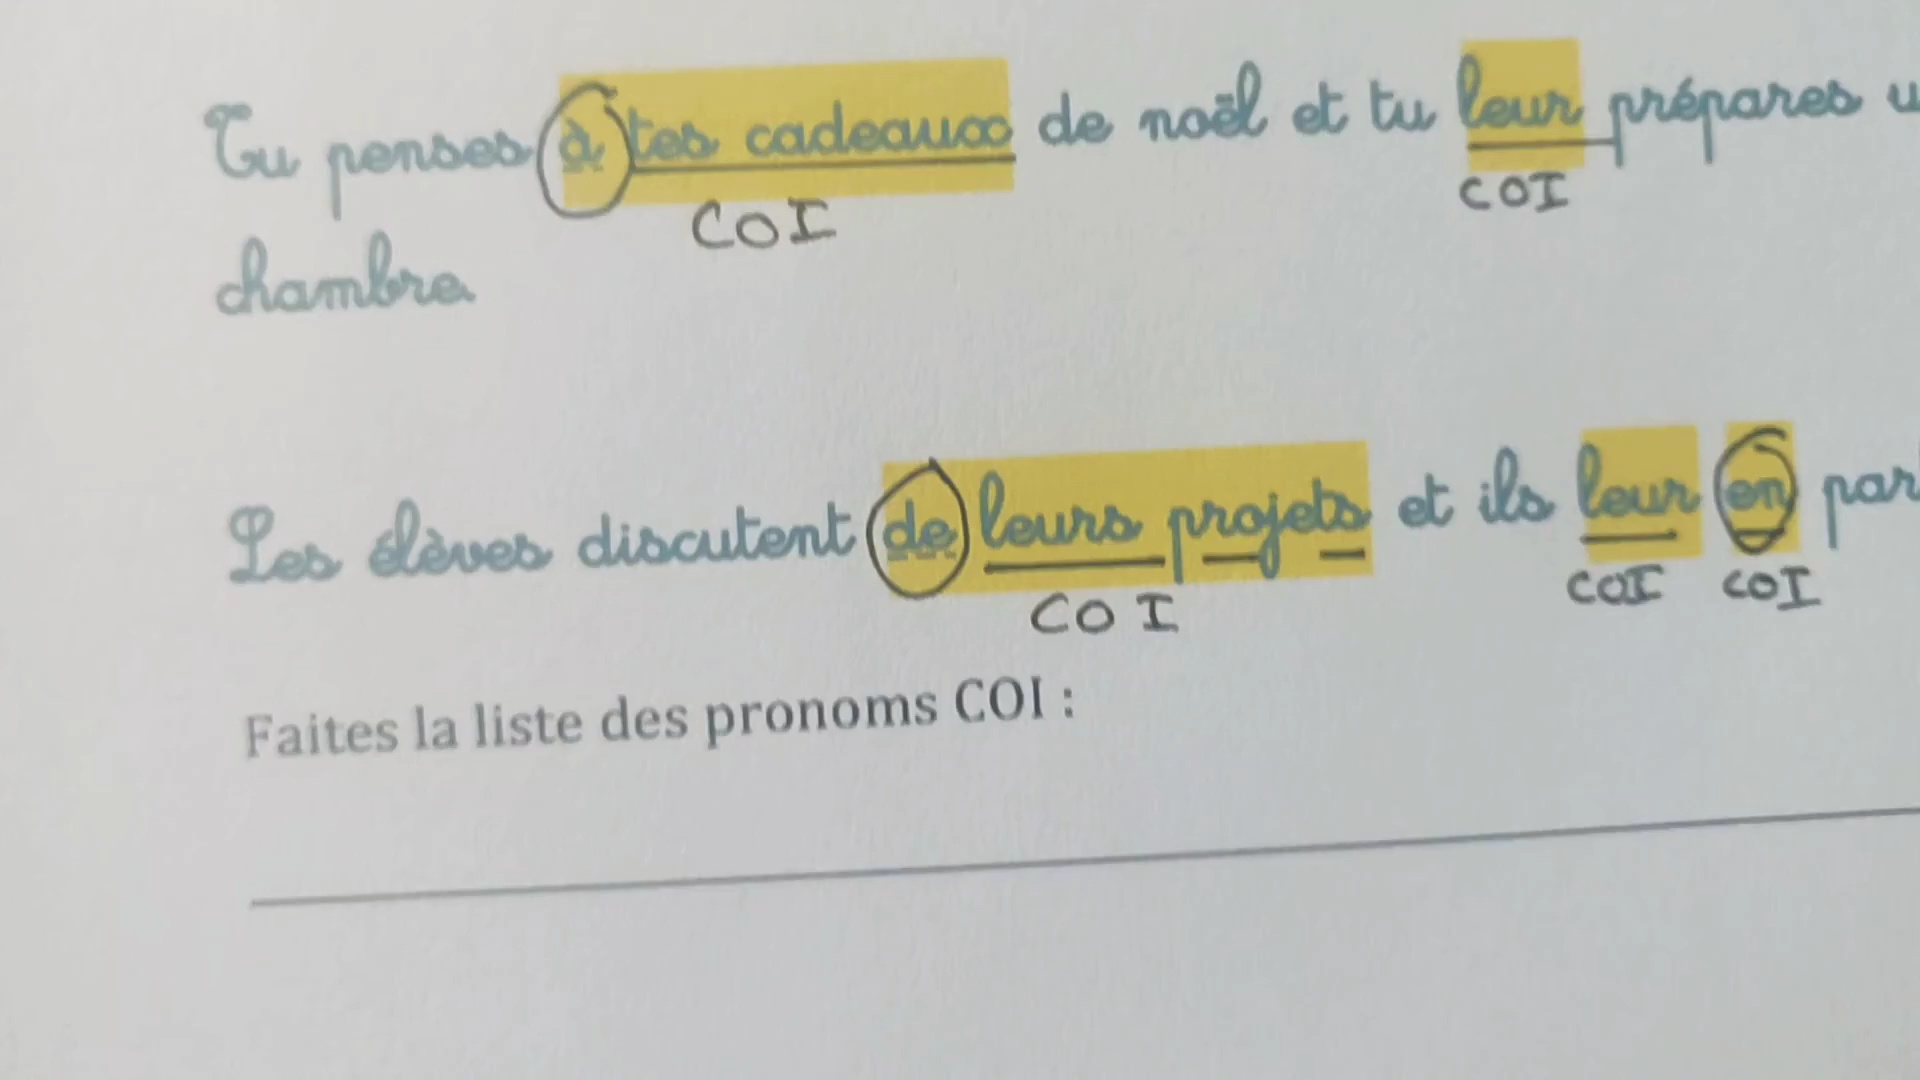 Tu penses à tes cadeaux de noël et tu leur prépares
COI COI
chambre.
Les élèves discutent de leurs projets et ils leur en
COI COI COI
Faites la liste des pronoms COI :